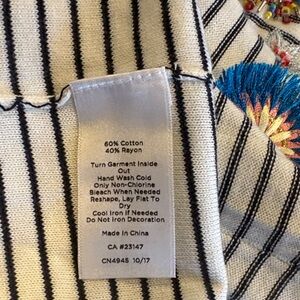 60% Cotton
40% Rayon
Turn Garment Inside
Out
Hand Wash Cold
Only Non-Chlorine
Bleach When Needed
Reshape, Lay Flat To
Dry
Cool Iron If Needed
Do Not Iron Decoration
Made In China
CA #23147
CN4945 10/17